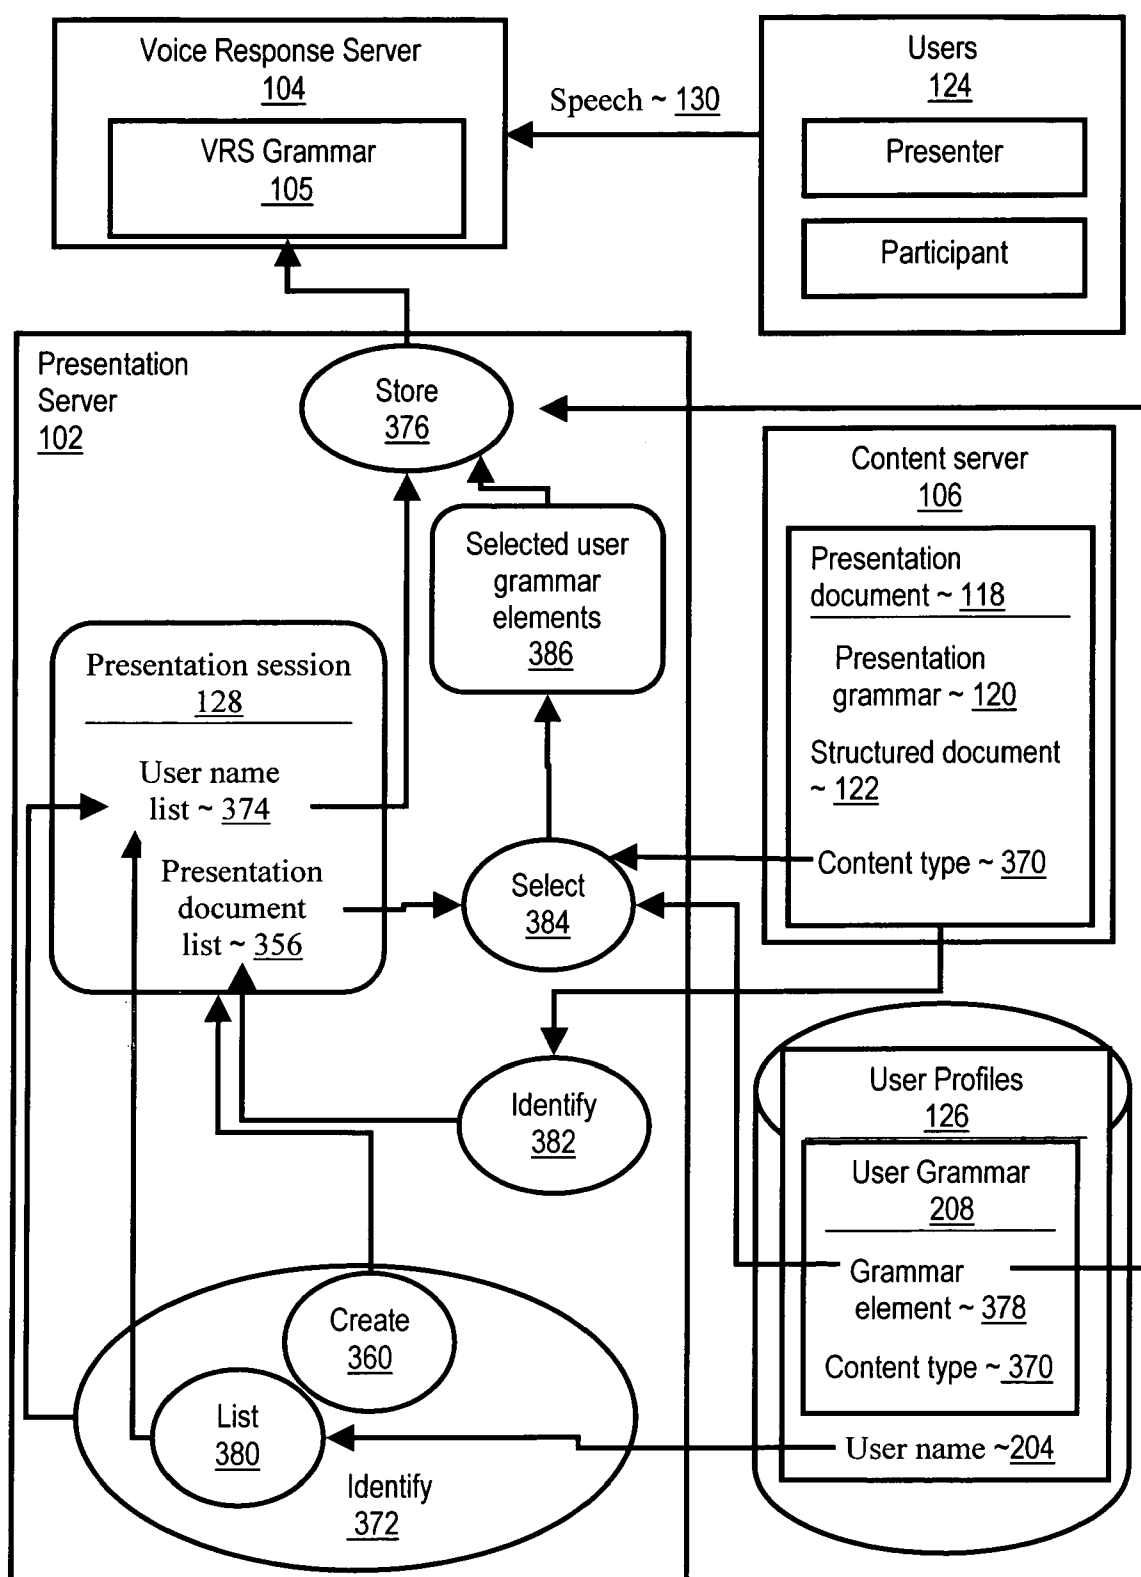 Voice Response Server
104
VRS Grammar
105
Speech ~ 130
Users
124
Presenter
Participant
Presentation
Server
102
Store
376
Selected user
grammar
elements
386
Content server
106
Presentation
document ~ 118
Presentation
grammar ~ 120
Structured document
~ 122
Content type ~ 370
Presentation session
128
User name
list ~ 374
Presentation
document
list ~ 356
Select
384
Identify
382
User Profiles
126
User Grammar
208
Grammar
element ~ 378
Content type ~ 370
User name ~204
Create
360
List
380
Identify
372